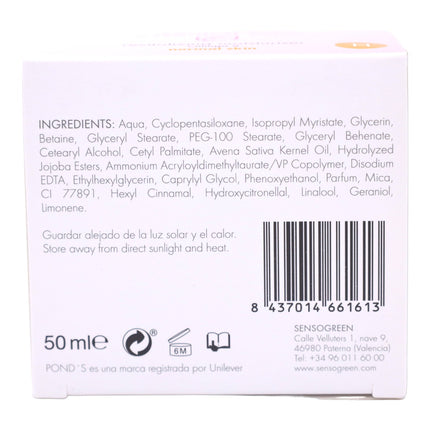 normal skin
INGREDIENTS: Aqua, Cyclopentasiloxane, Isopropyl Myristate, Glycerin,
Betaine, Glyceryl Stearate, PEG-100 Stearate, Glyceryl Behenate,
Cetearyl Alcohol, Cetyl Palmitate, Avena Sativa Kernel Oil, Hydrolyzed
Jojoba Esters, Ammonium Acryloyldimethyltaurate/VP Copolymer, Disodium
EDTA, Ethylhexylglycerin, Caprylyl Glycol, Phenoxyethanol, Parfum, Mica,
CI 77891, Hexyl Cinnamal, Hydroxycitronellal, Linalool, Geraniol,
Limonene.
Guardar alejado de la luz solar y el calor.
Store away from direct sunlight and heat.
8 437014 661613
50 ml e
6M
SENSOGREEN
Calle Velluters 1, nave 9,
46980 Paterna (Valencia)
Tel: +34 96 011 60 00
www.sensogreen.com
POND ´S es una marca registrada por Unilever